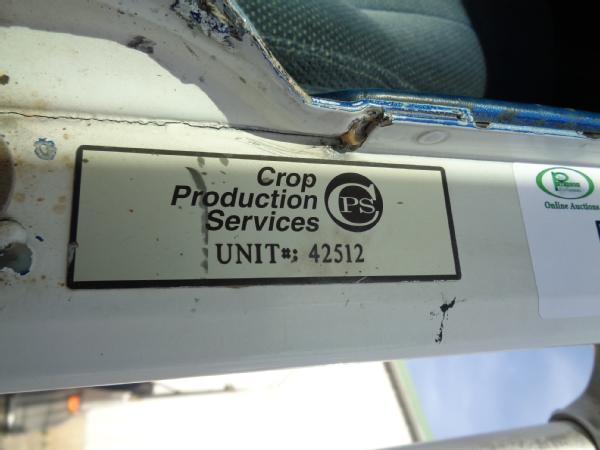 Crop
Production
Services
CPS
UNIT#: 42512
Online Auctions